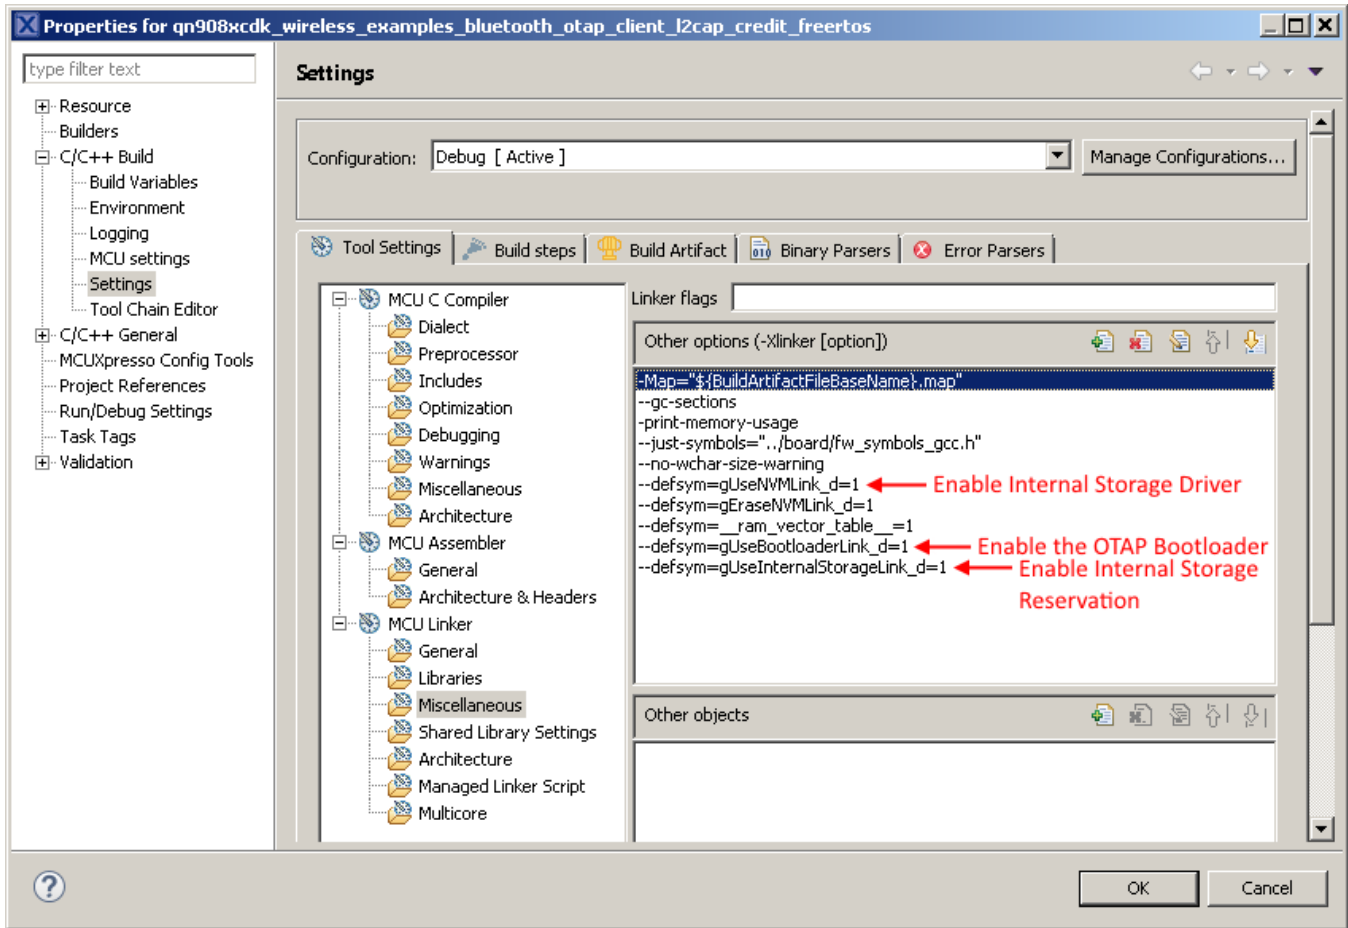 Properties for qn908xcdk_wireless_examples_bluetooth_otap_client_l2cap_credit_freertos
type filter text
Resource
Builders
C/C++ Build
Build Variables
Environment
Logging
MCU settings
Settings
Tool Chain Editor
C/C++ General
MCUXpresso Config Tools
Project References
Run/Debug Settings
Task Tags
Validation
Settings
Configuration:
Debug [ Active ]
Manage Configurations...
Tool Settings
Build steps
Build Artifact
Binary Parsers
Error Parsers
MCU C Compiler
Dialect
Preprocessor
Includes
Optimization
Debugging
Warnings
Miscellaneous
Architecture
MCU Assembler
General
Architecture & Headers
MCU Linker
General
Libraries
Miscellaneous
Shared Library Settings
Architecture
Managed Linker Script
Multicore
Linker flags
Other options (-Xlinker [option])
-Map="${BuildArtifactFileBaseName}.map"
--gc-sections
-print-memory-usage
--just-symbols="../board/fw_symbols_gcc.h"
--no-wchar-size-warning
--defsym=gUseNVMLink_d=1 Enable Internal Storage Driver
--defsym=gEraseNVMLink_d=1
--defsym=__ram_vector_table__=1
--defsym=gUseBootloaderLink_d=1 Enable the OTAP Bootloader
--defsym=gUseInternalStorageLink_d=1 Enable Internal Storage
Reservation
Other objects
OK
Cancel